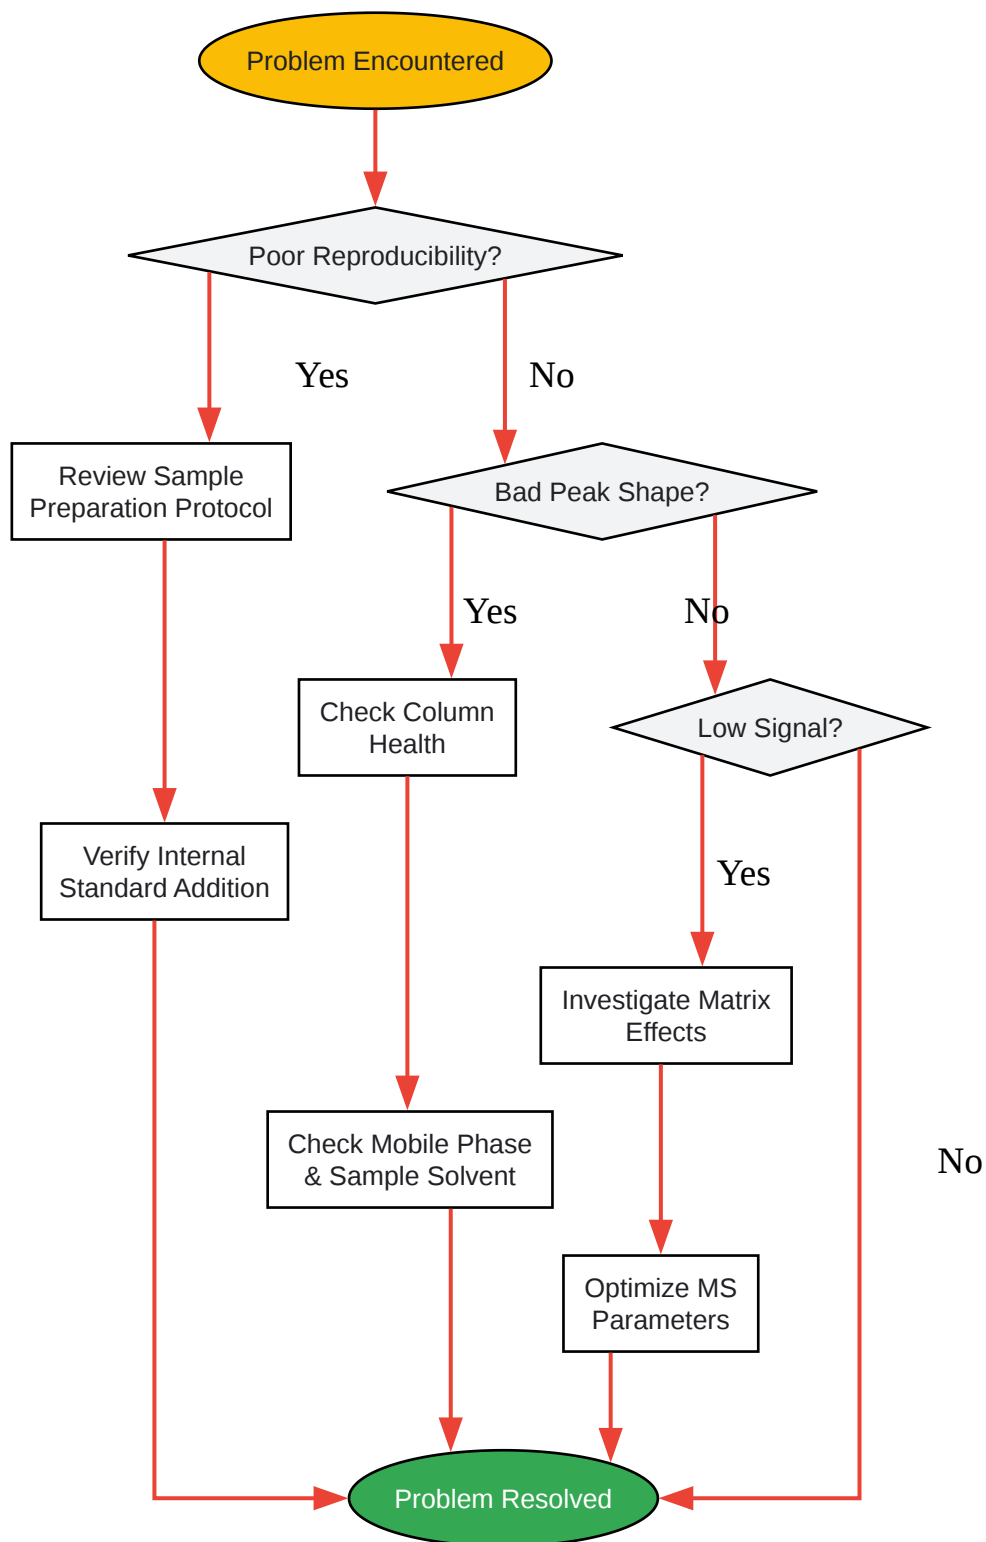 Problem Encountered
Poor Reproducibility?
Yes
No
Review Sample
Preparation Protocol
Bad Peak Shape?
Yes
No
Check Column
Health
Low Signal?
Verify Internal
Standard Addition
Yes
Investigate Matrix
Effects
Check Mobile Phase
& Sample Solvent
No
Optimize MS
Parameters
Problem Resolved